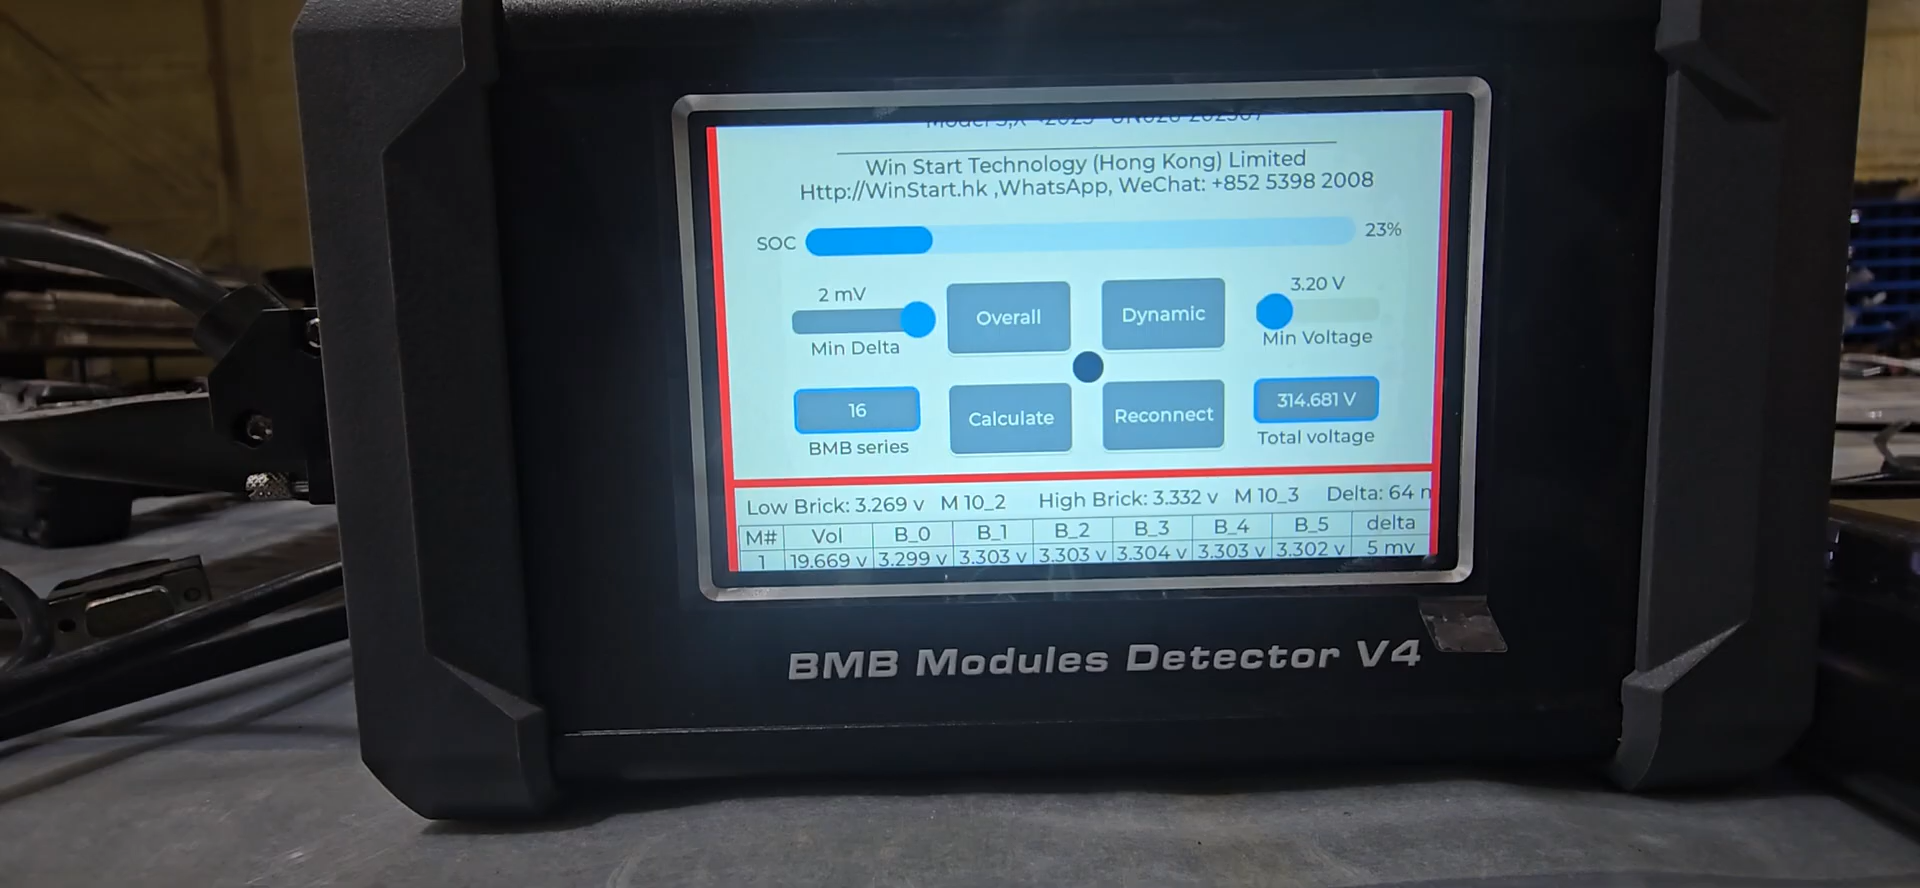 Win Start Technology (Hong Kong) Limited
Http://WinStart.hk ,WhatsApp, WeChat: +852 5398 2008
SOC 23%
2 mV 3.20 V
Overall Dynamic
Min Delta Min Voltage
16 Calculate Reconnect 314.681 V
BMB series Total voltage
Low Brick: 3.269 v M 10_2 High Brick: 3.332 v M 10_3 Delta: 64
M# Vol B_0 B_1 B_2 B_3 B_4 B_5 delta
1 19.669 v 3.299 v 3.303 v 3.303 v 3.304 v 3.303 v 3.302 v 5 mv
BMB Modules Detector V4